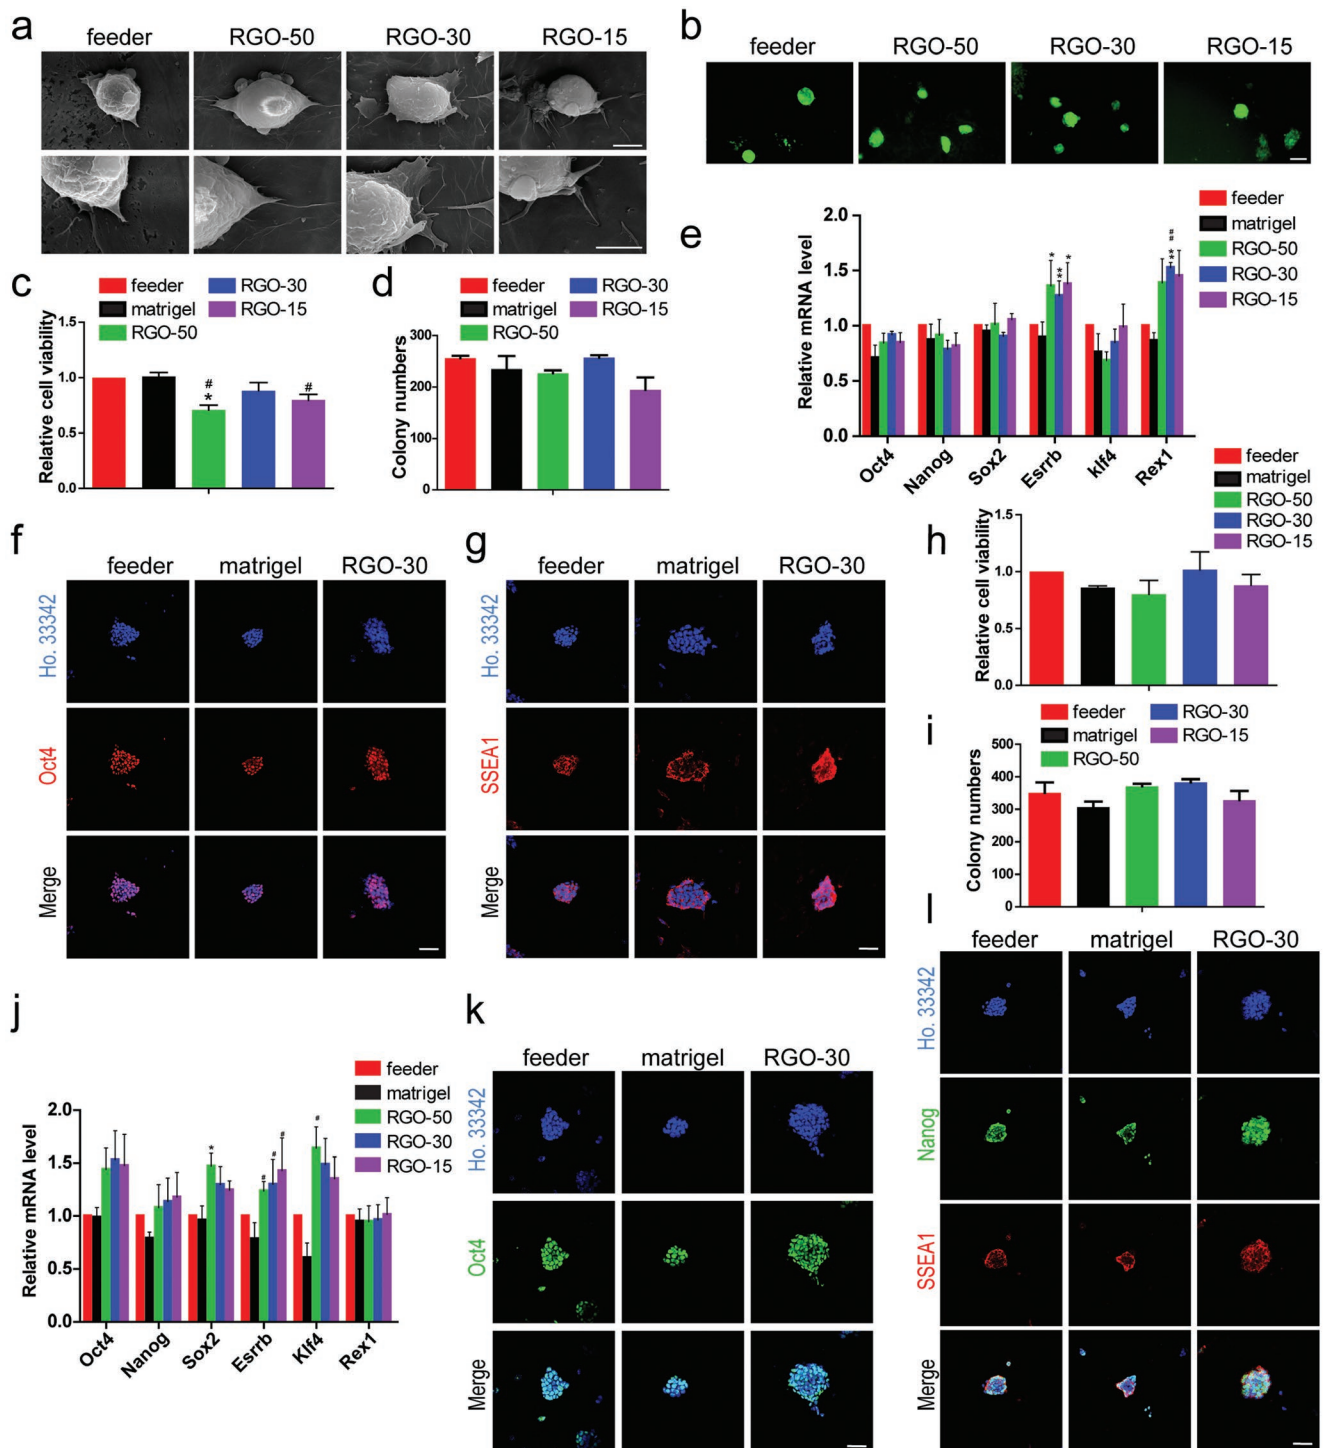 a
feeder RGO-50 RGO-30 RGO-15
b
feeder RGO-50 RGO-30 RGO-15
c
feeder RGO-30
matrigel RGO-15
RGO-50
Relative cell viability
1.5
1.0
0.5
0.0
#
*
#
d
feeder RGO-30
matrigel RGO-15
RGO-50
Colony numbers
300
200
100
0
e
feeder
matrigel
RGO-50
RGO-30
RGO-15
Relative mRNA level
2.0
1.5
1.0
0.5
0.0
*
**
*
##
**
Oct4 Nanog Sox2 Esrrb klf4 Rex1
f
feeder matrigel RGO-30
Ho. 33342
Oct4
Merge
g
feeder matrigel RGO-30
Ho. 33342
SSEA1
Merge
h
feeder
matrigel
RGO-50
RGO-30
RGO-15
Relative cell viability
1.5
1.0
0.5
0.0
i
feeder RGO-30
matrigel RGO-15
RGO-50
Colony numbers
500
400
300
200
100
0
j
feeder
matrigel
RGO-50
RGO-30
RGO-15
Relative mRNA level
2.0
1.5
1.0
0.5
0.0
*
#
#
#
#
Oct4 Nanog Sox2 Esrrb Klf4 Rex1
k
feeder matrigel RGO-30
Ho. 33342
Oct4
Merge
l
feeder matrigel RGO-30
Ho. 33342
Nanog
SSEA1
Merge